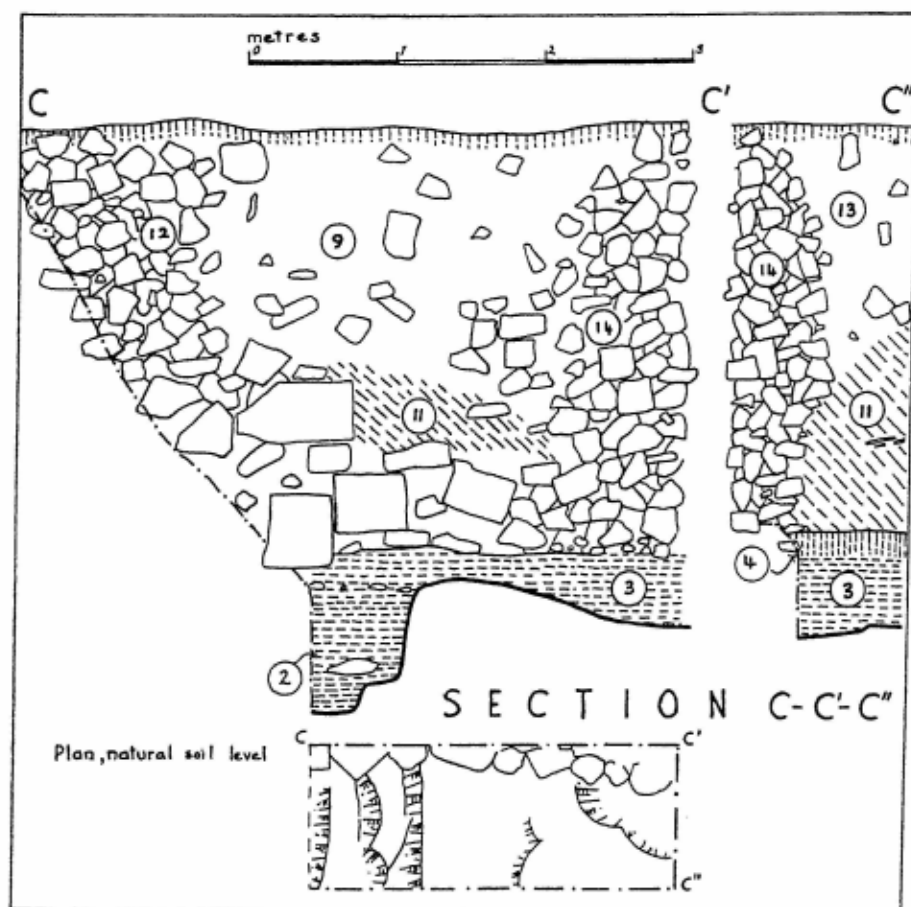 metres
0 1 2 3
C C' C"
12 9 13
14 14
11 11
4
3 3
2
SECTION C-C'-C"
C C'
Plan, natural soil level
C"